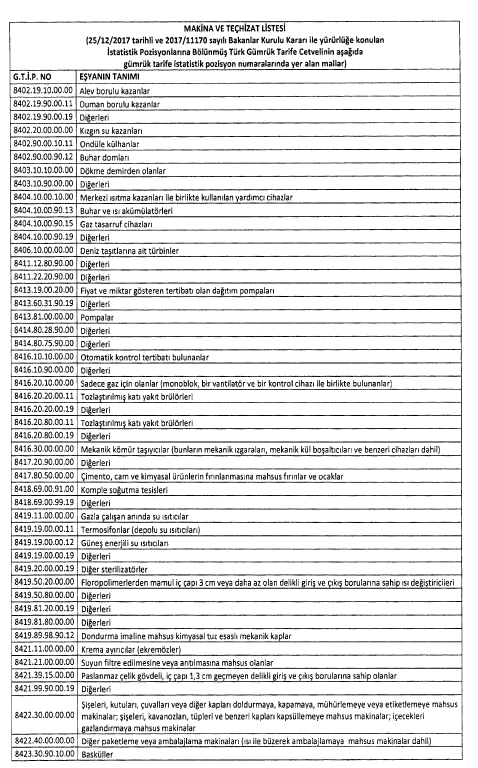 MAKİNA VE TEÇHİZAT LİSTESİ
(25/12/2017 tarihli ve 2017/11170 sayılı Bakanlar Kurulu Kararı ile yürürlüğe konulan
İstatistik Pozisyonlarına Bölünmüş Türk Gümrük Tarife Cetvelinin aşağıda
gümrük tarife istatistik pozisyon numaralarında yer alan mallar)
G.T.İ.P. NO EŞYANIN TANIMI
8402.19.10.00.00 Alev borulu kazanlar
8402.19.90.00.11 Duman borulu kazanlar
8402.19.90.00.19 Diğerleri
8402.20.00.00.00 Kızgın su kazanları
8402.90.00.10.11 Ondüle külhanlar
8402.90.00.90.12 Buhar domları
8403.10.10.00.00 Dökme demirden olanlar
8403.10.90.00.00 Diğerleri
8404.10.00.10.00 Merkezi ısıtma kazanları ile birlikte kullanılan yardımcı cihazlar
8404.10.00.90.13 Buhar ve ısı akümülatörleri
8404.10.00.90.15 Gaz tasarruf cihazları
8404.10.00.90.19 Diğerleri
8406.10.00.00.00 Deniz taşıtlarına ait türbinler
8411.12.80.90.00 Diğerleri
8411.22.20.90.00 Diğerleri
8413.19.00.20.00 Fiyat ve miktar gösteren tertibatı olan dağıtım pompaları
8413.60.31.90.19 Diğerleri
8413.81.00.00.00 Pompalar
8414.80.28.90.00 Diğerleri
8414.80.75.90.00 Diğerleri
8416.10.10.00.00 Otomatik kontrol tertibatı bulunanlar
8416.10.90.00.00 Diğerleri
8416.20.10.00.00 Sadece gaz için olanlar (monoblok, bir vantilatör ve bir kontrol cihazı ile birlikte bulunanlar)
8416.20.20.00.11 Tozlaştırılmış katı yakıt brülörleri
8416.20.20.00.19 Diğerleri
8416.20.80.00.11 Tozlaştırılmış katı yakıt brülörleri
8416.20.80.00.19 Diğerleri
8416.30.00.00.00 Mekanik kömür taşıyıcılar (bunların mekanik ızgaraları, mekanik kül boşaltıcıları ve benzeri cihazları dahil)
8417.20.90.00.00 Diğerleri
8417.80.50.00.00 Çimento, cam ve kimyasal ürünlerin fırınlanmasına mahsus fırınlar ve ocaklar
8418.69.00.91.00 Komple soğutma tesisleri
8418.69.00.99.19 Diğerleri
8419.11.00.00.00 Gazla çalışan anında su ısıtıcılar
8419.19.00.00.11 Termosifonlar (depolu su ısıtıcıları)
8419.19.00.00.12 Güneş enerjili su ısıtıcıları
8419.19.00.00.19 Diğerleri
8419.20.00.00.19 Diğer sterilizatörler
8419.50.20.00.00 Floropolimerlerden mamul iç çapı 3 cm veya daha az olan delikli giriş ve çıkış borularına sahip ısı değiştiricileri
8419.50.80.00.00 Diğerleri
8419.81.20.00.19 Diğerleri
8419.81.80.00.00 Diğerleri
8419.89.98.90.12 Dondurma imaline mahsus kimyasal tuz esaslı mekanik kaplar
8421.11.00.00.00 Krema ayırıcılar (ekremözler)
8421.21.00.00.00 Suyun filtre edilmesine veya arıtılmasına mahsus olanlar
8421.39.15.00.00 Paslanmaz çelik gövdeli, iç çapı 1,3 cm geçmeyen delikli giriş ve çıkış borularına sahip olanlar
8421.99.90.00.19 Diğerleri
8422.30.00.00.00 Şişeleri, kutuları, çuvalları veya diğer kapları doldurmaya, kapamaya, mühürlemeye veya etiketlemeye mahsus
makinalar; şişeleri, kavanozları, tüpleri ve benzeri kapları kapsüllemeye mahsus makinalar; içecekleri
gazlandırmaya mahsus makinalar
8422.40.00.00.00 Diğer paketleme veya ambalajlama makinaları (ısı ile büzerek ambalajlamaya mahsus makinalar dahil)
8423.30.90.10.00 Basküller